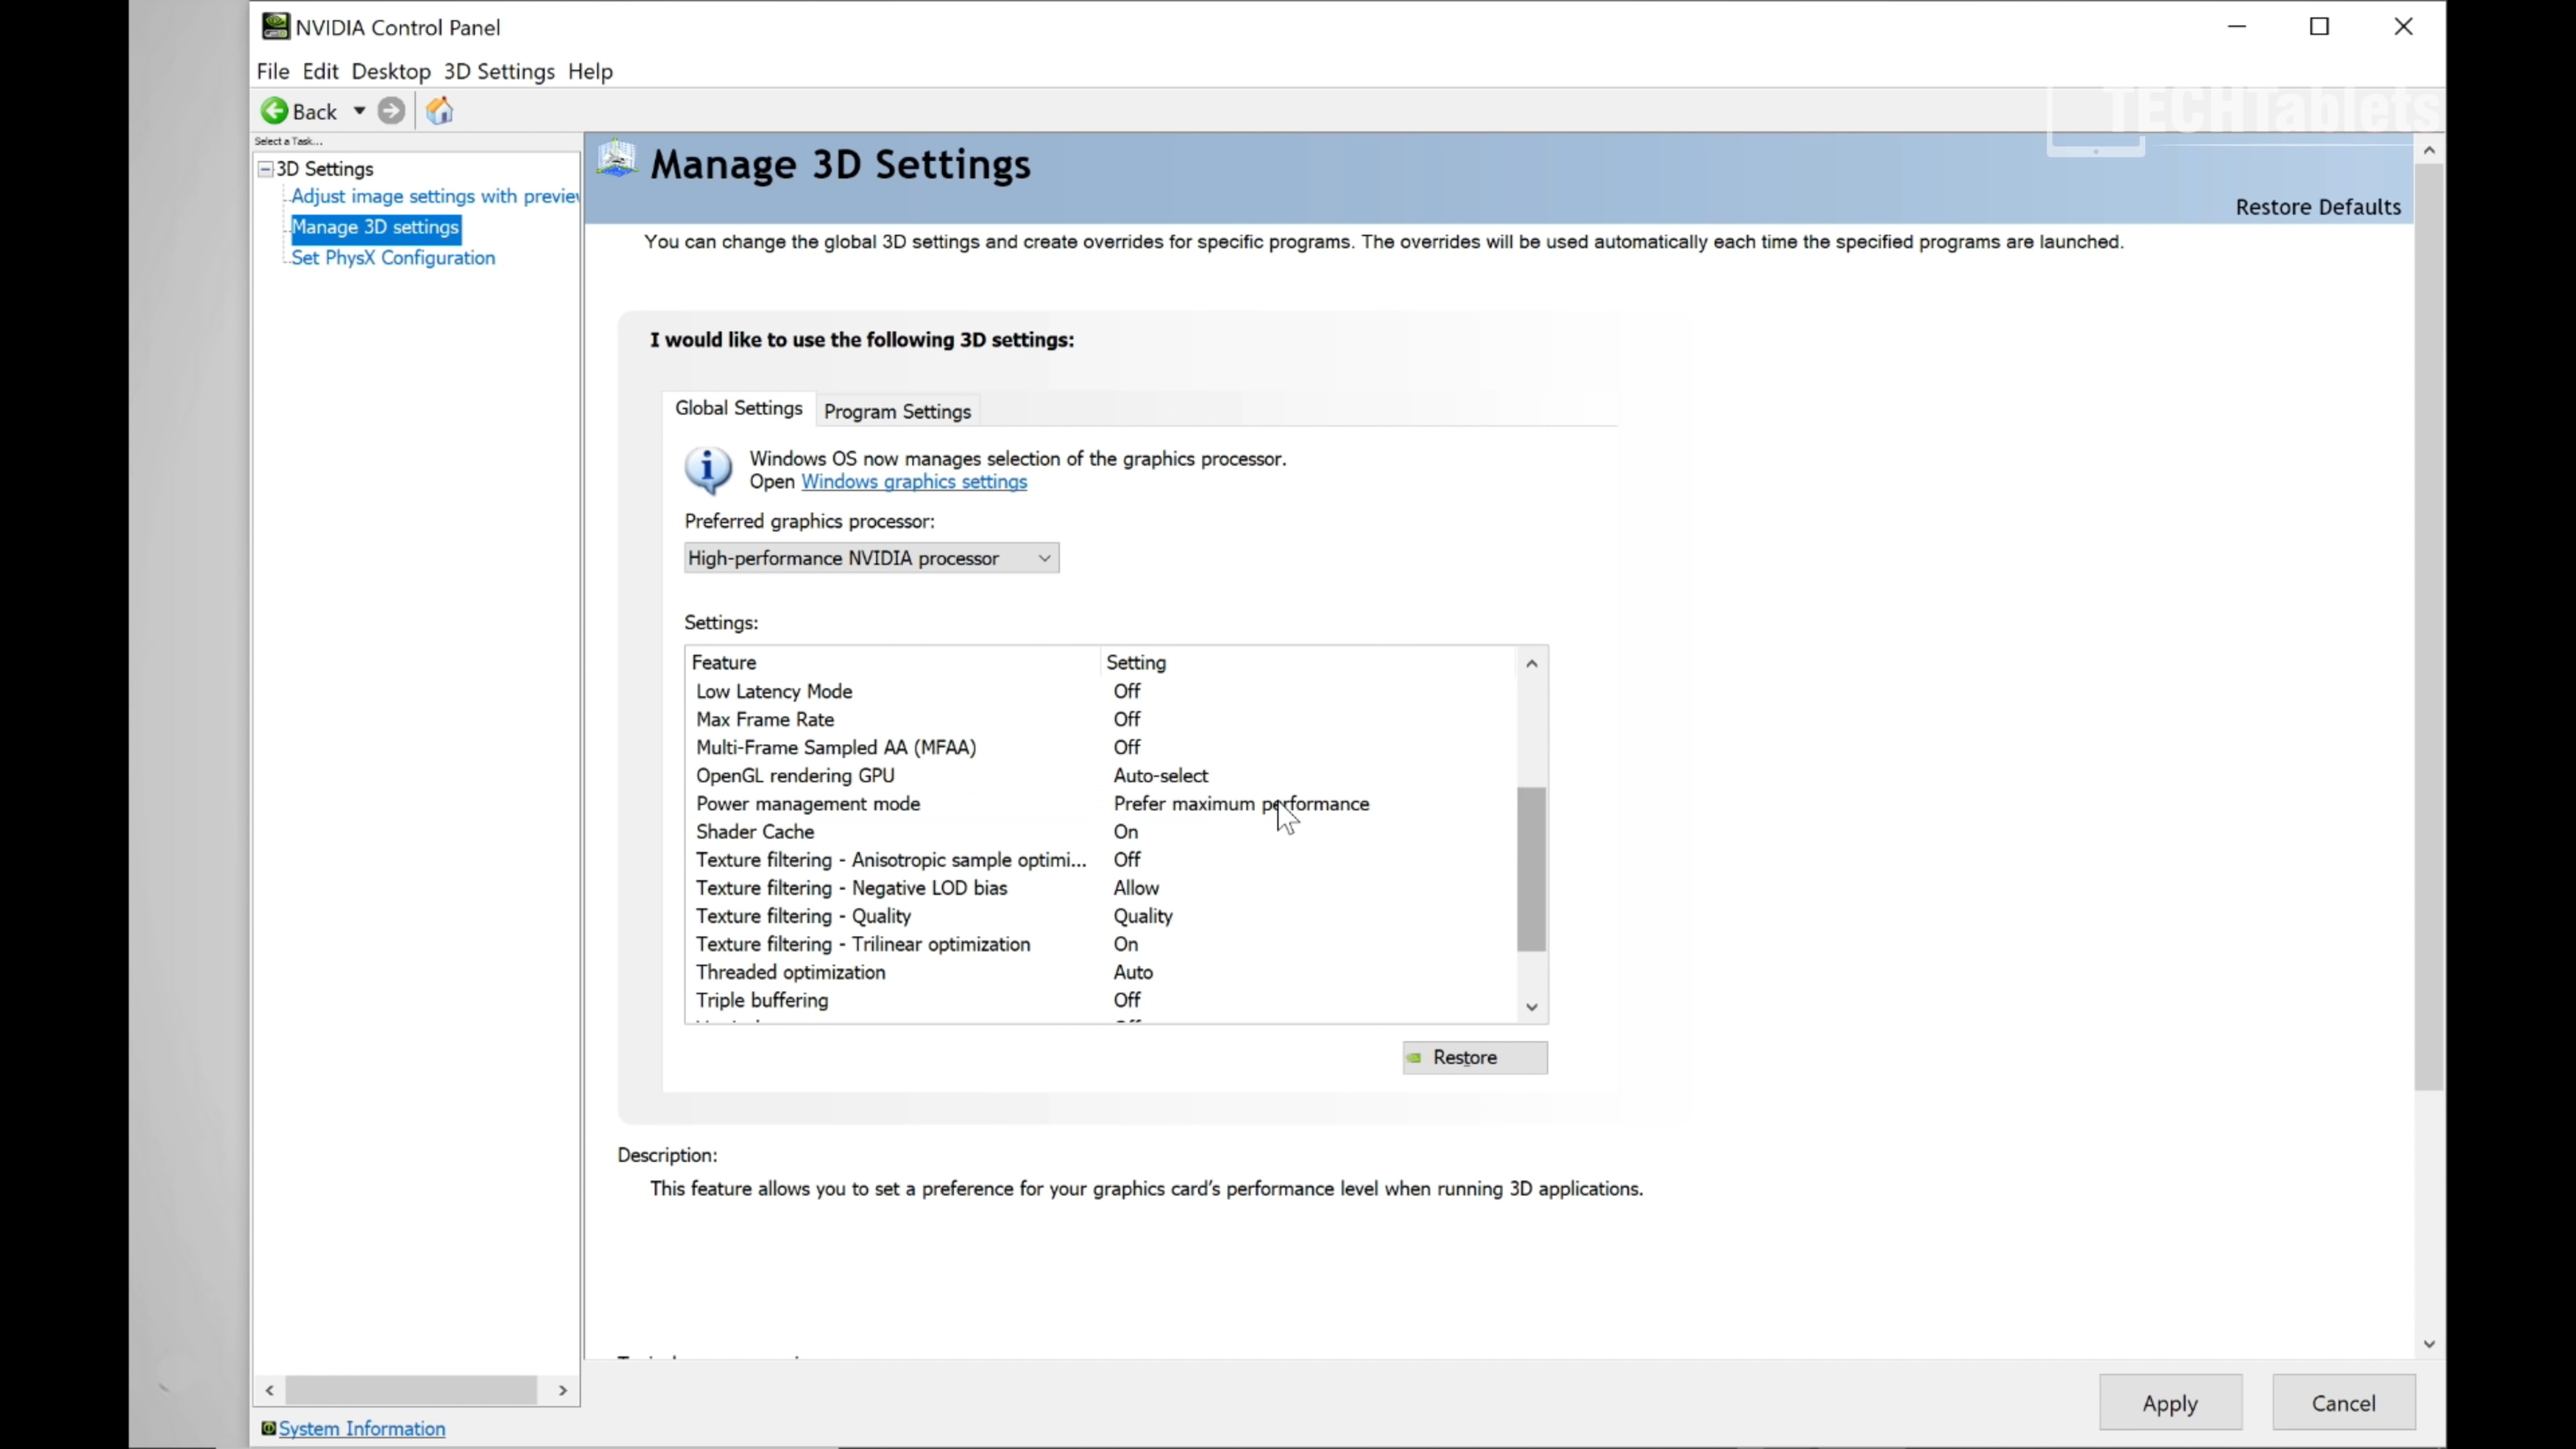 NVIDIA Control Panel
File Edit Desktop 3D Settings Help
Back
TECHTablets
Select a Task...
3D Settings
Adjust image settings with preview
Manage 3D settings
Set PhysX Configuration
Manage 3D Settings
Restore Defaults
You can change the global 3D settings and create overrides for specific programs. The overrides will be used automatically each time the specified programs are launched.
I would like to use the following 3D settings:
Global Settings Program Settings
Windows OS now manages selection of the graphics processor.
Open Windows graphics settings
Preferred graphics processor:
High-performance NVIDIA processor
Settings:
Feature Setting
Low Latency Mode Off
Max Frame Rate Off
Multi-Frame Sampled AA (MFAA) Off
OpenGL rendering GPU Auto-select
Power management mode Prefer maximum performance
Shader Cache On
Texture filtering - Anisotropic sample optimi... Off
Texture filtering - Negative LOD bias Allow
Texture filtering - Quality Quality
Texture filtering - Trilinear optimization On
Threaded optimization Auto
Triple buffering Off
Restore
Description:
This feature allows you to set a preference for your graphics card's performance level when running 3D applications.
Apply Cancel
System Information